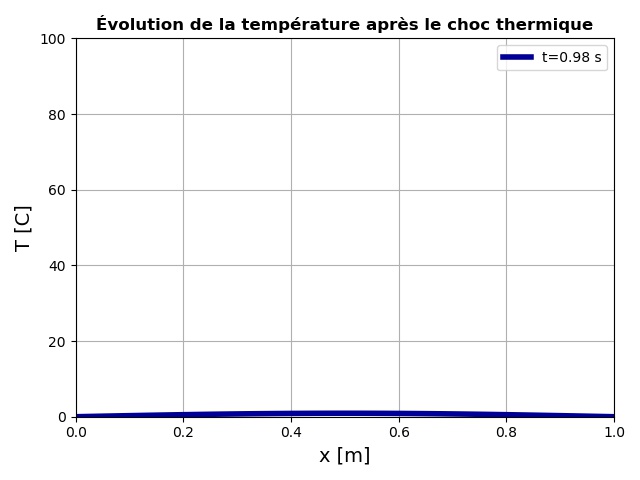 Évolution de la température après le choc thermique
100
80
60
40
20
0
T [C]
t=0.98 s
0.0 0.2 0.4 0.6 0.8 1.0
x [m]